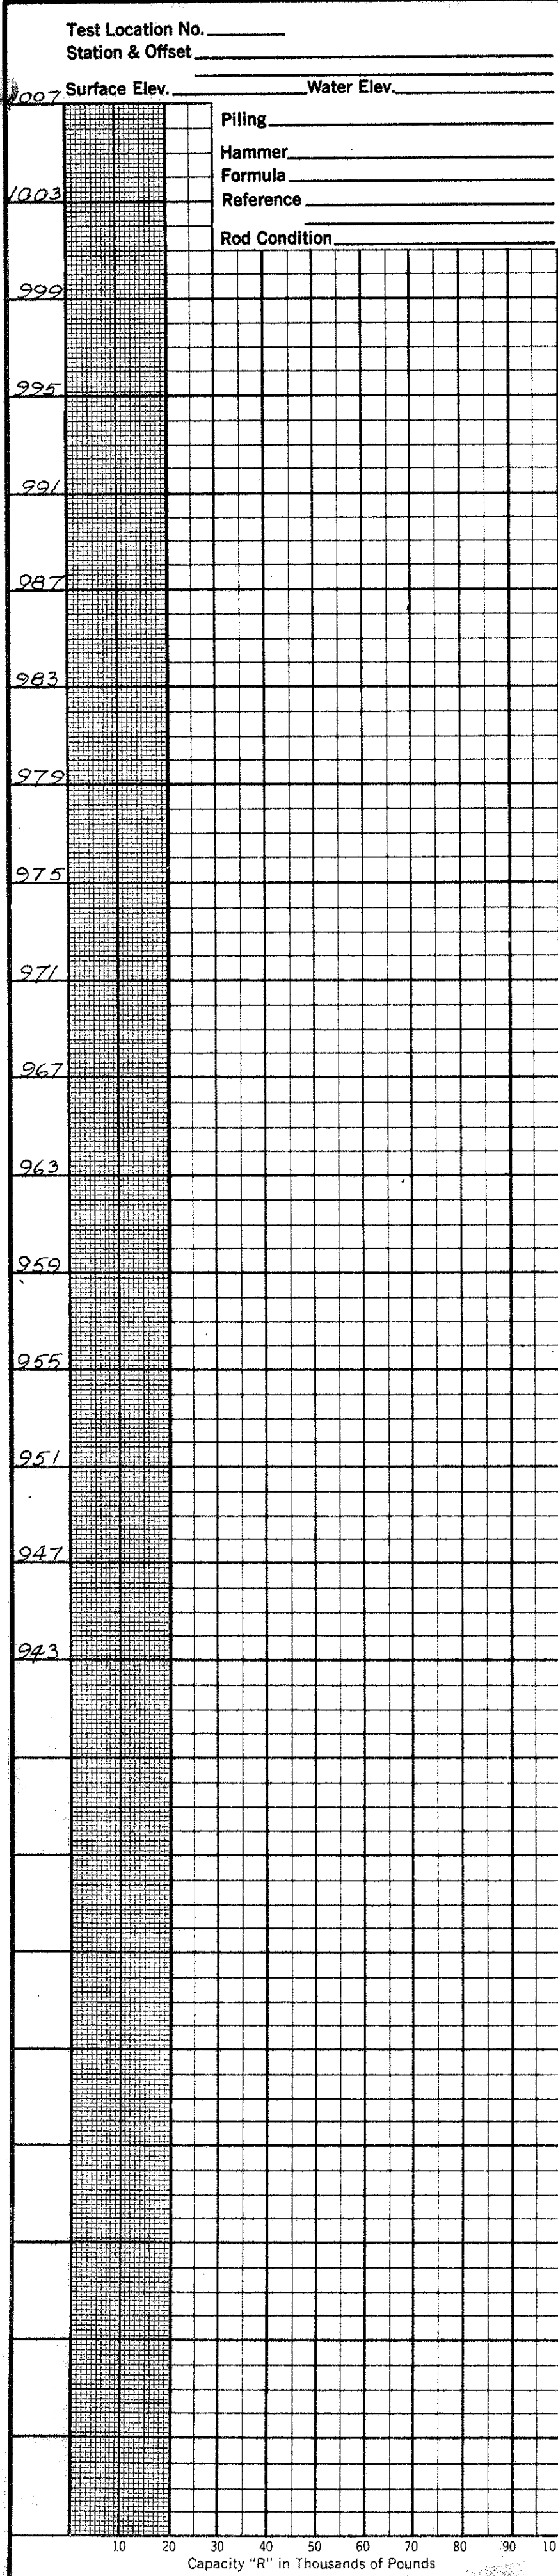 Test Location No.
Station & Offset
Surface Elev. Water Elev.
1007
Piling
Hammer
Formula
1003
Reference
Rod Condition
999
995
991
987
983
979
975
971
967
963
959
955
951
947
943
10 20 30 40 50 60 70 80 90 10
Capacity "R" in Thousands of Pounds